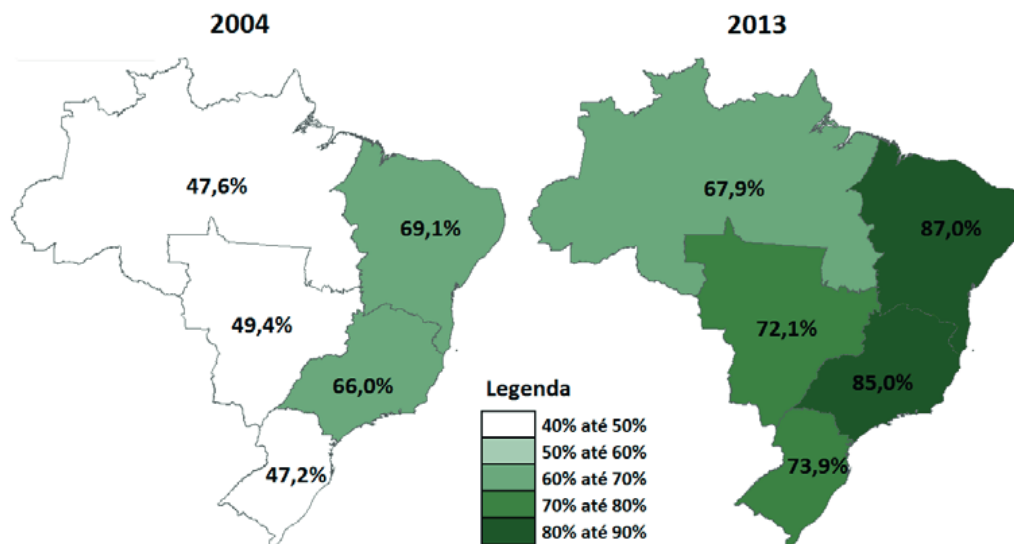 2004
2013
47,6%
69,1%
49,4%
66,0%
47,2%
67,9%
87,0%
72,1%
85,0%
73,9%
Legenda
40% até 50%
50% até 60%
60% até 70%
70% até 80%
80% até 90%